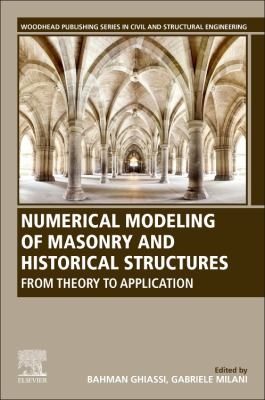 WOODHEAD PUBLISHING SERIES IN CIVIL AND STRUCTURAL ENGINEERING
NUMERICAL MODELING
OF MASONRY AND
HISTORICAL STRUCTURES
FROM THEORY TO APPLICATION
Edited by
BAHMAN GHIASSI, GABRIELE MILANI
ELSEVIER